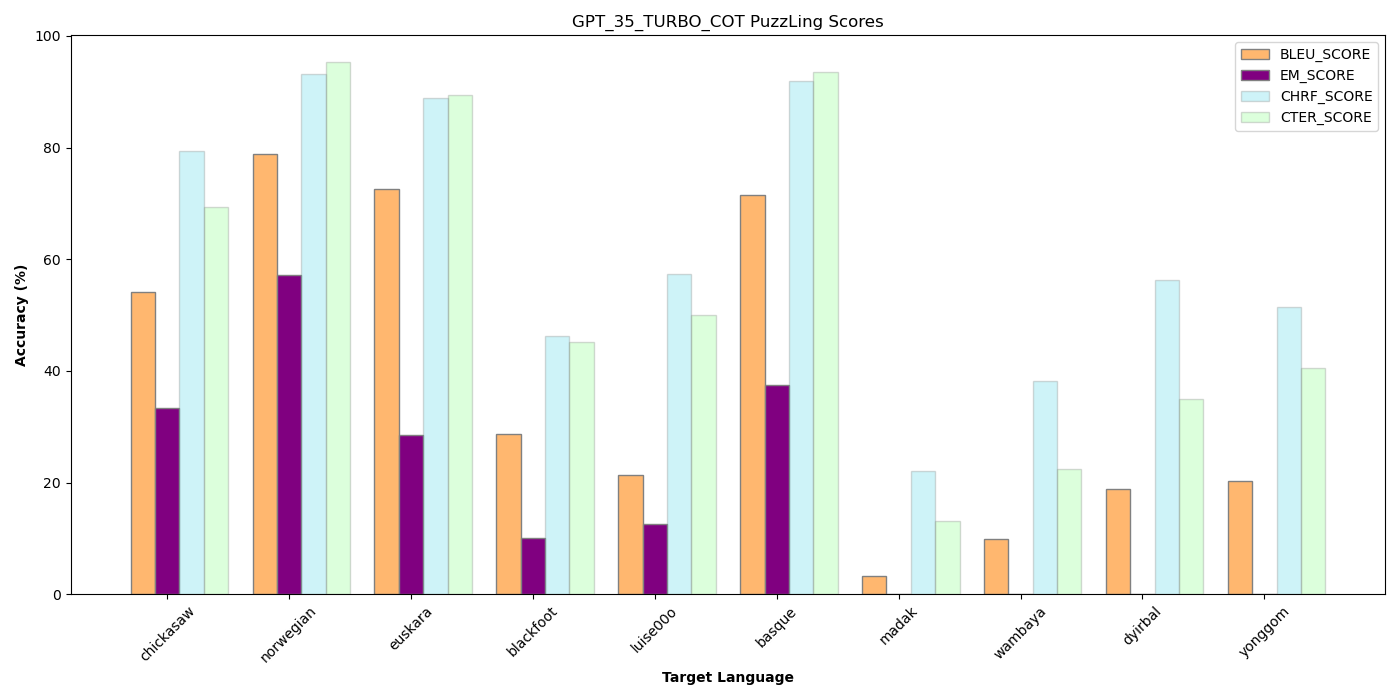 GPT_35_TURBO_COT PuzzLing Scores
100
80
60
40
20
0
Accuracy (%)
BLEU_SCORE
EM_SCORE
CHRF_SCORE
CTER_SCORE
chickasaw
norwegian
euskara
blackfoot
luise00o
basque
madak
wambaya
dyirbal
yonggom
Target Language